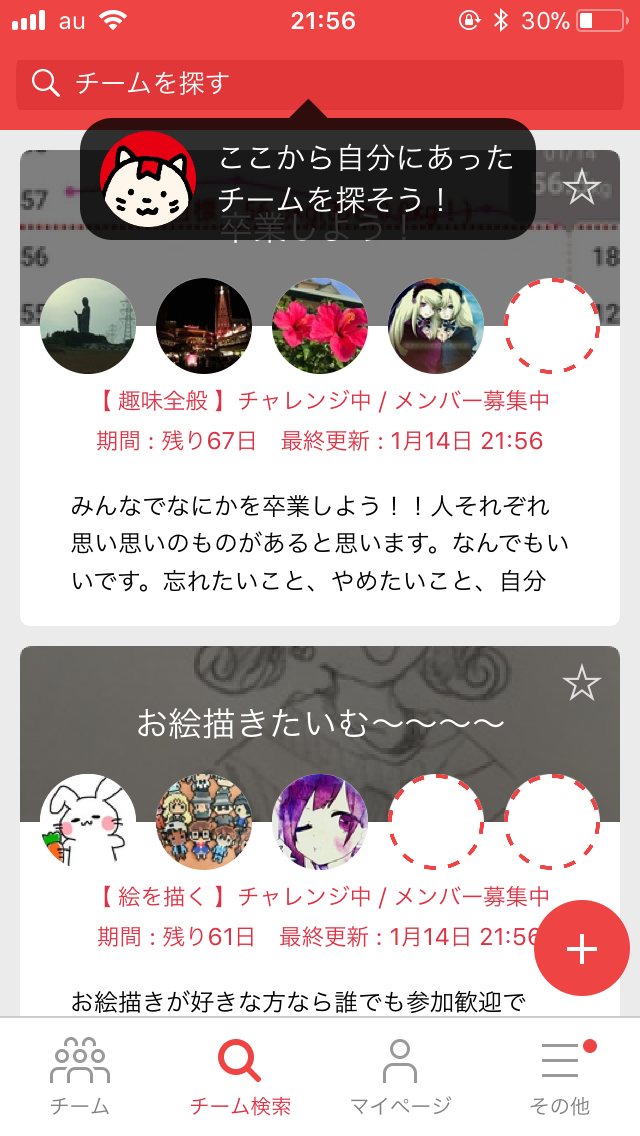 au
21:56
30%
チームを探す
ここから自分にあった
チームを探そう！
57
卒業しよう！
56
18
【 趣味全般 】チャレンジ中 / メンバー募集中
期間 : 残り67日　最終更新 : 1月14日 21:56
みんなでなにかを卒業しよう！！人それぞれ
思い思いのものがあると思います。なんでもい
いです。忘れたいこと、やめたいこと、自分
お絵描きたいむ〜〜〜〜
【 絵を描く 】チャレンジ中 / メンバー募集中
期間 : 残り61日　最終更新 : 1月14日 21:56
お絵描きが好きな方なら誰でも参加歓迎で
チーム
チーム検索
マイページ
その他